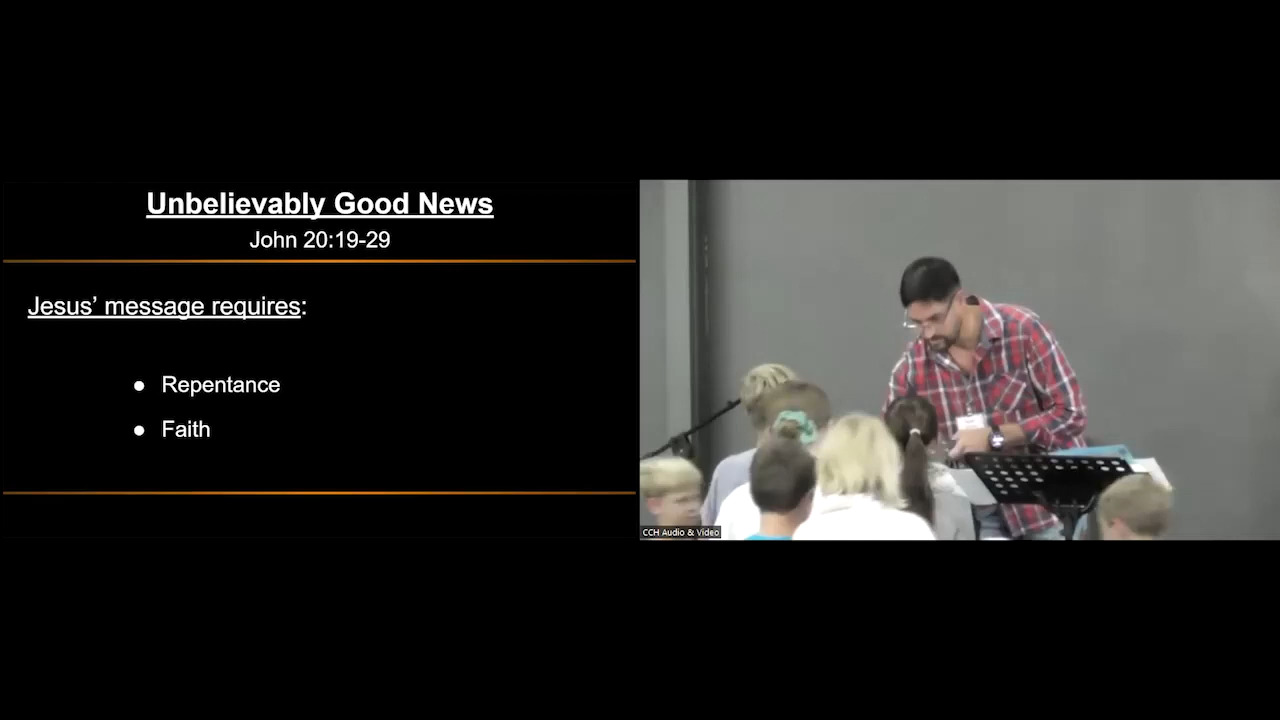 Unbelievably Good News
John 20:19-29
Jesus’ message requires:
● Repentance
● Faith
CCH Audio & Video